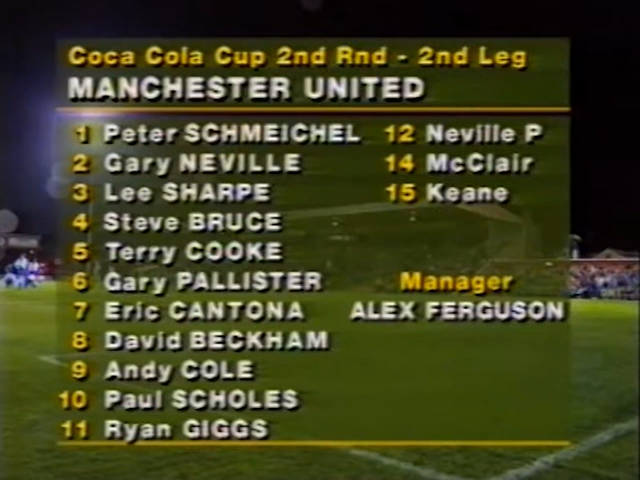 Coca Cola Cup 2nd Rnd - 2nd Leg
MANCHESTER UNITED
1 Peter SCHMEICHEL 12 Neville P
2 Gary NEVILLE 14 McClair
3 Lee SHARPE 15 Keane
4 Steve BRUCE
5 Terry COOKE
6 Gary PALLISTER Manager
7 Eric CANTONA ALEX FERGUSON
8 David BECKHAM
9 Andy COLE
10 Paul SCHOLES
11 Ryan GIGGS